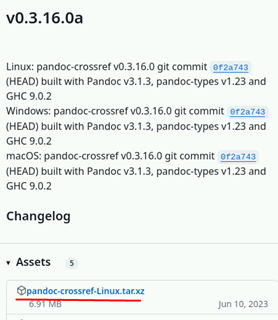 v0.3.16.0a
Linux: pandoc-crossref v0.3.16.0 git commit 0f2a743
(HEAD) built with Pandoc v3.1.3, pandoc-types v1.23 and
GHC 9.0.2
Windows: pandoc-crossref v0.3.16.0 git commit 0f2a743
(HEAD) built with Pandoc v3.1.3, pandoc-types v1.23 and
GHC 9.0.2
macOS: pandoc-crossref v0.3.16.0 git commit 0f2a743
(HEAD) built with Pandoc v3.1.3, pandoc-types v1.23 and
GHC 9.0.2
Changelog
Assets 5
pandoc-crossref-Linux.tar.xz
6.91 MB Jun 10, 2023